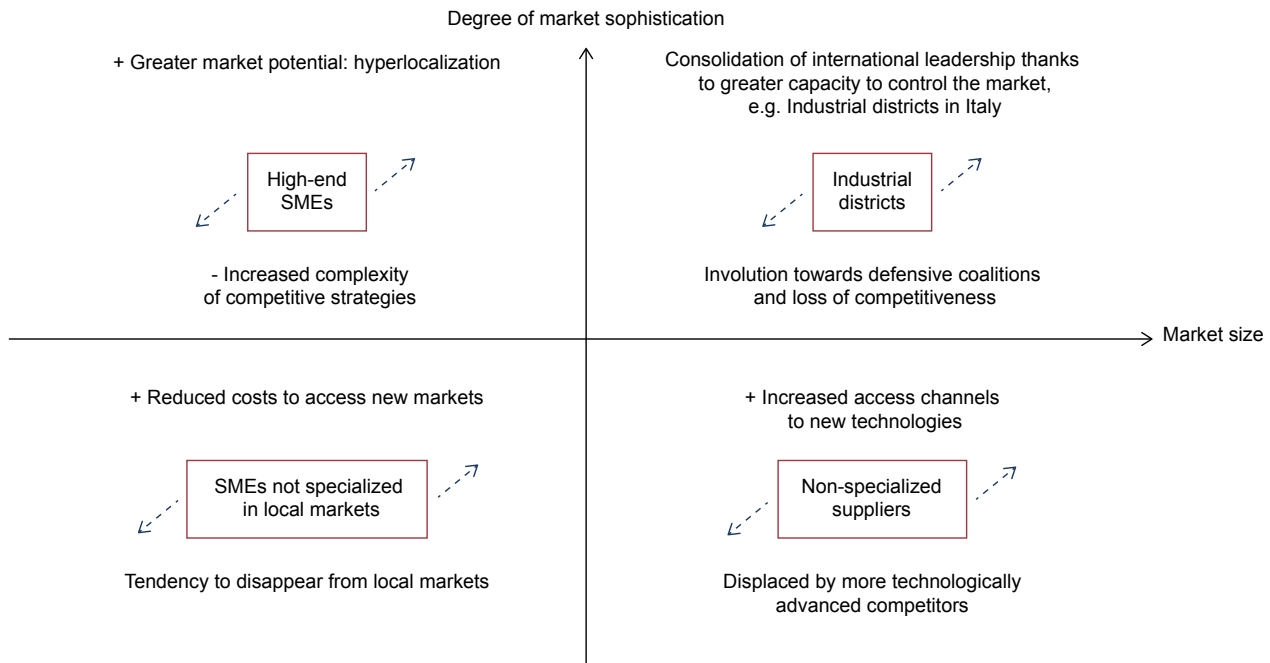 Degree of market sophistication
+ Greater market potential: hyperlocalization
Consolidation of international leadership thanks
to greater capacity to control the market,
e.g. Industrial districts in Italy
High-end
SMEs
Industrial
districts
- Increased complexity
of competitive strategies
Involution towards defensive coalitions
and loss of competitiveness
Market size
+ Reduced costs to access new markets
+ Increased access channels
to new technologies
SMEs not specialized
in local markets
Non-specialized
suppliers
Tendency to disappear from local markets
Displaced by more technologically
advanced competitors